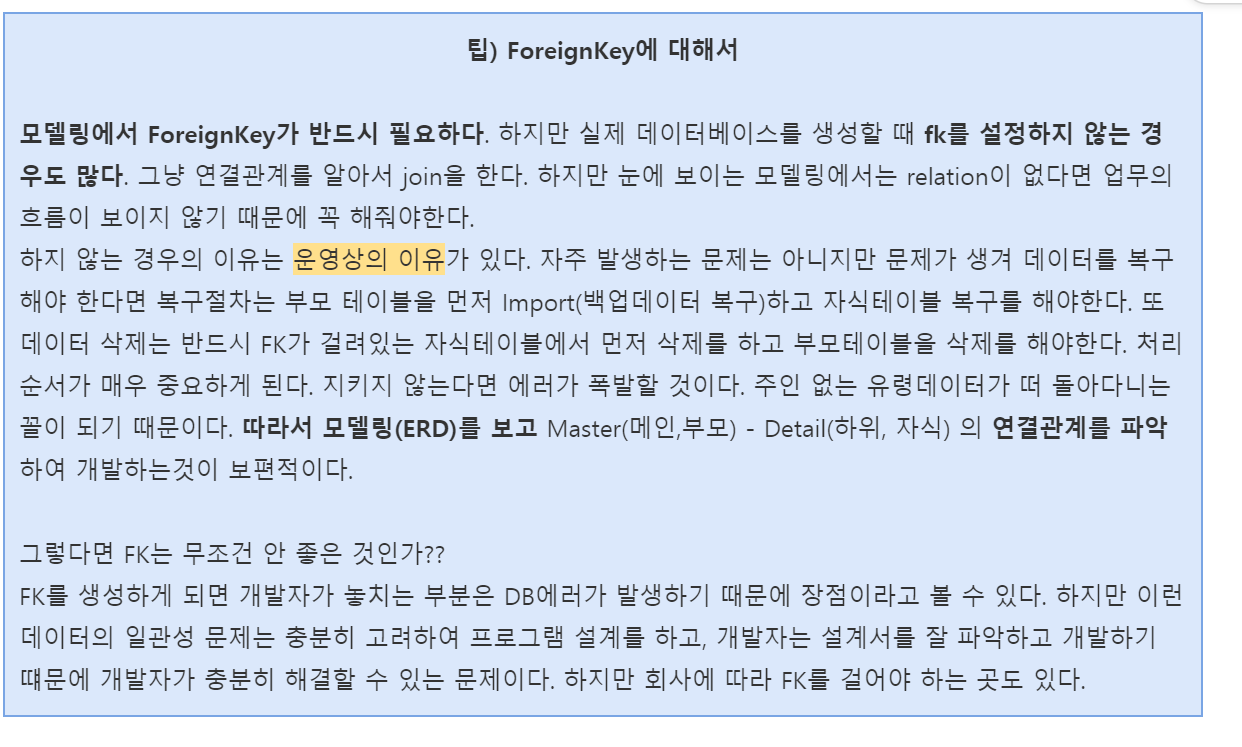 팁) ForeignKey에 대해서
모델링에서 ForeignKey가 반드시 필요하다. 하지만 실제 데이터베이스를 생성할 때 fk를 설정하지 않는 경
우도 많다. 그냥 연결관계를 알아서 join을 한다. 하지만 눈에 보이는 모델링에서는 relation이 없다면 업무의
흐름이 보이지 않기 때문에 꼭 해줘야한다.
하지 않는 경우의 이유는 운영상의 이유가 있다. 자주 발생하는 문제는 아니지만 문제가 생겨 데이터를 복구
해야 한다면 복구절차는 부모 테이블을 먼저 Import(백업데이터 복구)하고 자식테이블 복구를 해야한다. 또
데이터 삭제는 반드시 FK가 걸려있는 자식테이블에서 먼저 삭제를 하고 부모테이블을 삭제를 해야한다. 처리
순서가 매우 중요하게 된다. 지키지 않는다면 에러가 폭발할 것이다. 주인 없는 유령데이터가 떠 돌아다니는
꼴이 되기 때문이다. 따라서 모델링(ERD)를 보고 Master(메인,부모) - Detail(하위, 자식) 의 연결관계를 파악
하여 개발하는것이 보편적이다.
그렇다면 FK는 무조건 안 좋은 것인가??
FK를 생성하게 되면 개발자가 놓치는 부분은 DB에러가 발생하기 때문에 장점이라고 볼 수 있다. 하지만 이런
데이터의 일관성 문제는 충분히 고려하여 프로그램 설계를 하고, 개발자는 설계서를 잘 파악하고 개발하기
떄문에 개발자가 충분히 해결할 수 있는 문제이다. 하지만 회사에 따라 FK를 걸어야 하는 곳도 있다.